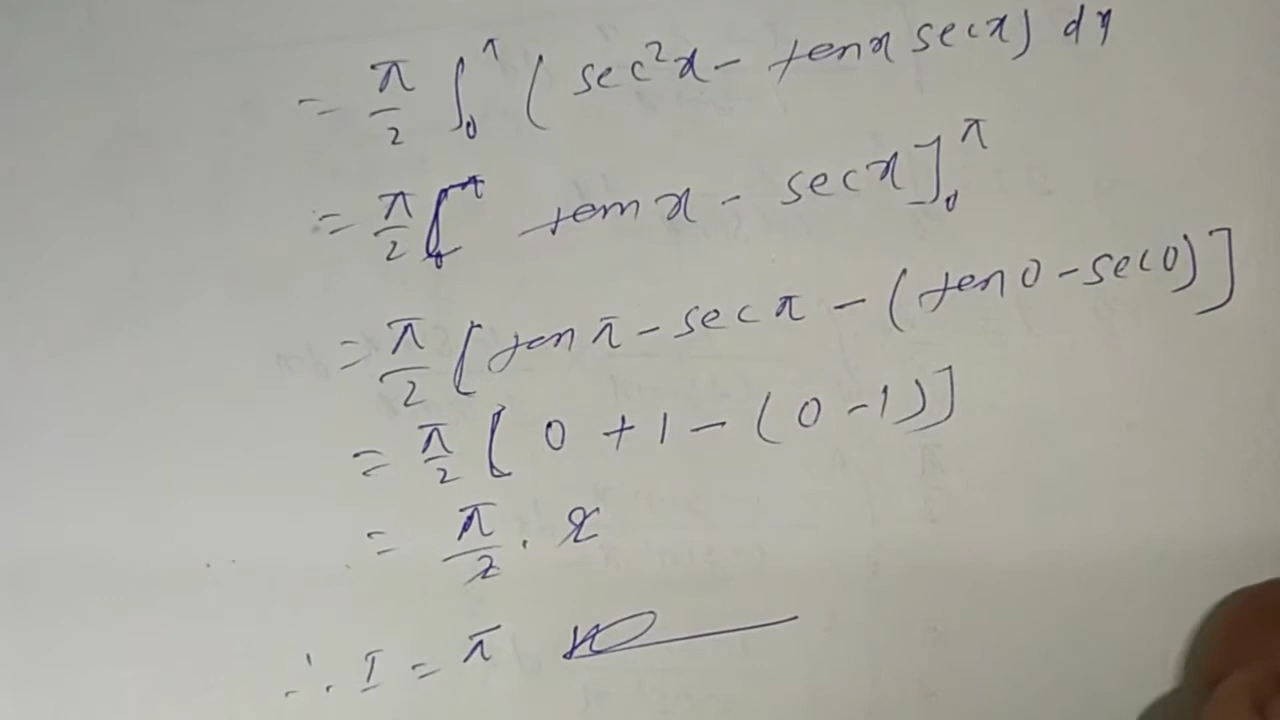 = π/2 ∫₀^π (sec²x - tanx secx) dx
= π/2 [ tanx - secx]₀^π
= π/2 [tanπ - secπ - (tan0 - sec0)]
= π/2 [0 + 1 - (0 - 1)]
= π/2 . 2
∴ I = π